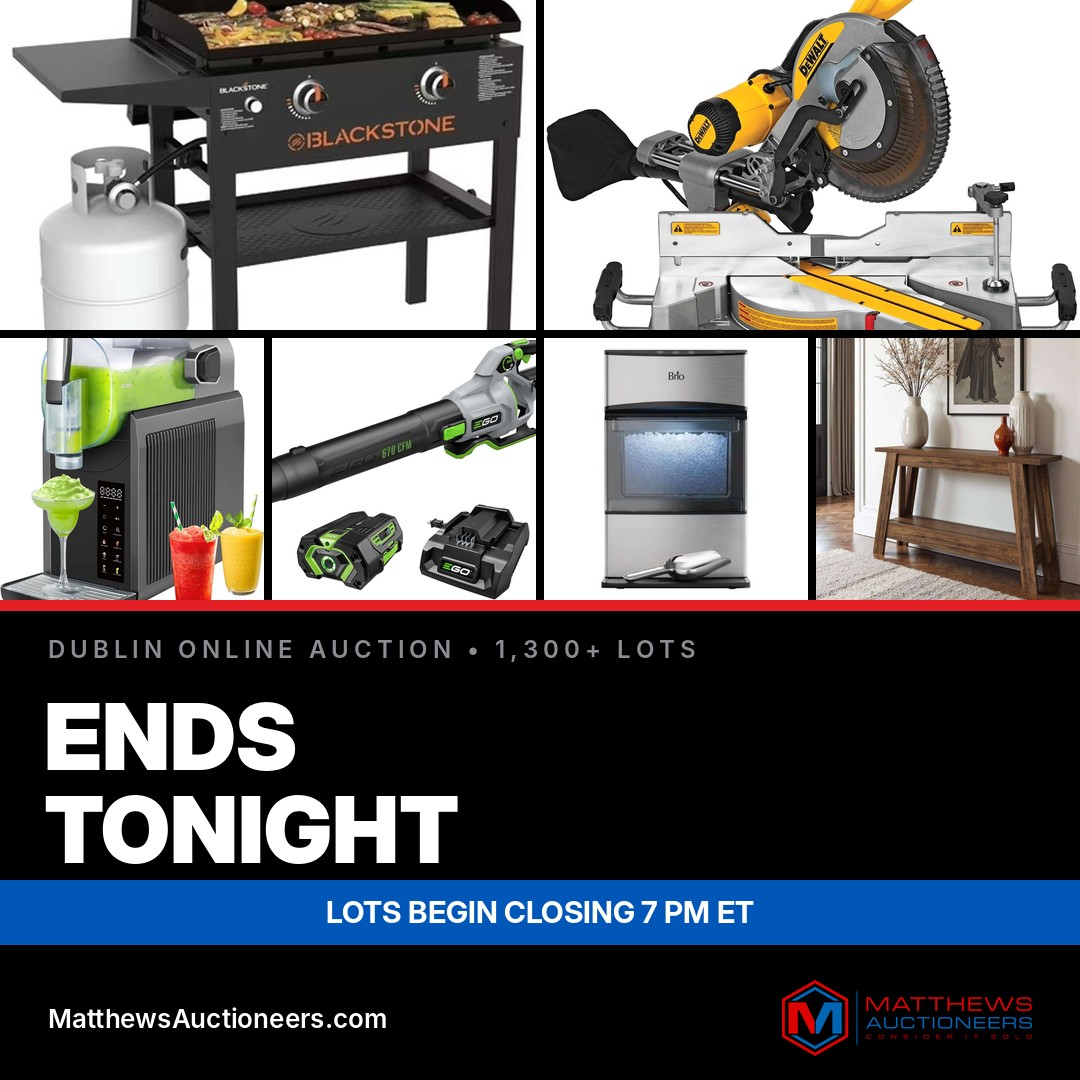 BLACKSTONE
BLACKSTONE
DEWALT
DEWALT
EGO
670 CFM
EGO
Brio
DUBLIN ONLINE AUCTION • 1,300+ LOTS
ENDS
TONIGHT
LOTS BEGIN CLOSING 7 PM ET
MatthewsAuctioneers.com
MATTHEWS
AUCTIONEERS
CONSIDER IT SOLD